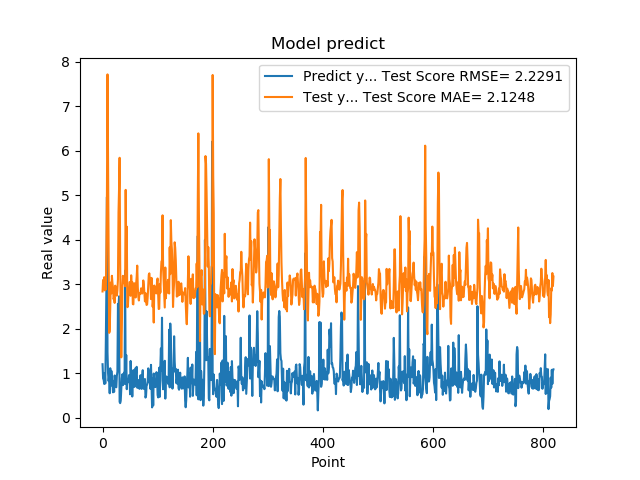 Model predict
Predict y... Test Score RMSE= 2.2291
Test y... Test Score MAE= 2.1248
Real value
8
7
6
5
4
3
2
1
0
0 200 400 600 800
Point